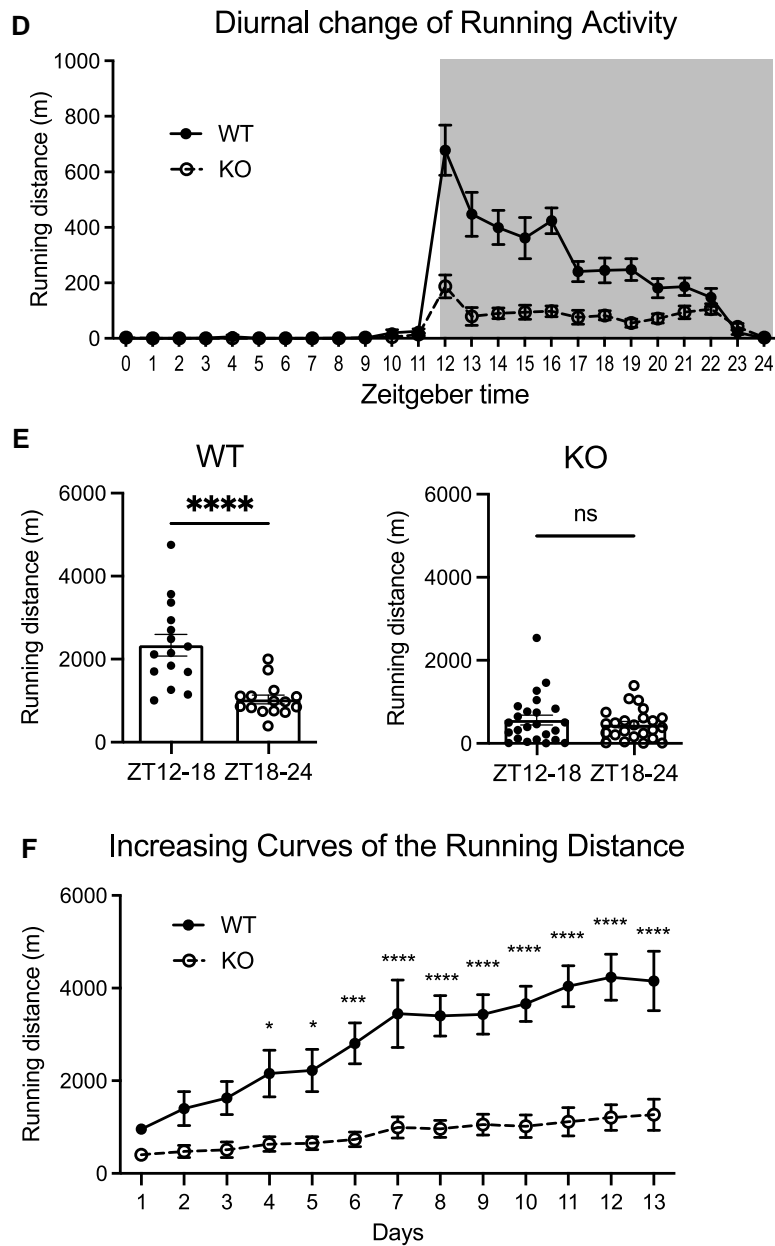 D Diurnal change of Running Activity
1000
800
600
400
200
0
Running distance (m)
WT
KO
0 1 2 3 4 5 6 7 8 9 10 11 12 13 14 15 16 17 18 19 20 21 22 23 24
Zeitgeber time
E
WT
6000
4000
2000
0
Running distance (m)
****
ZT12-18 ZT18-24
KO
6000
4000
2000
0
Running distance (m)
ns
ZT12-18 ZT18-24
F Increasing Curves of the Running Distance
6000
4000
2000
0
Running distance (m)
WT
KO
* * *** **** **** **** **** **** **** ****
1 2 3 4 5 6 7 8 9 10 11 12 13
Days